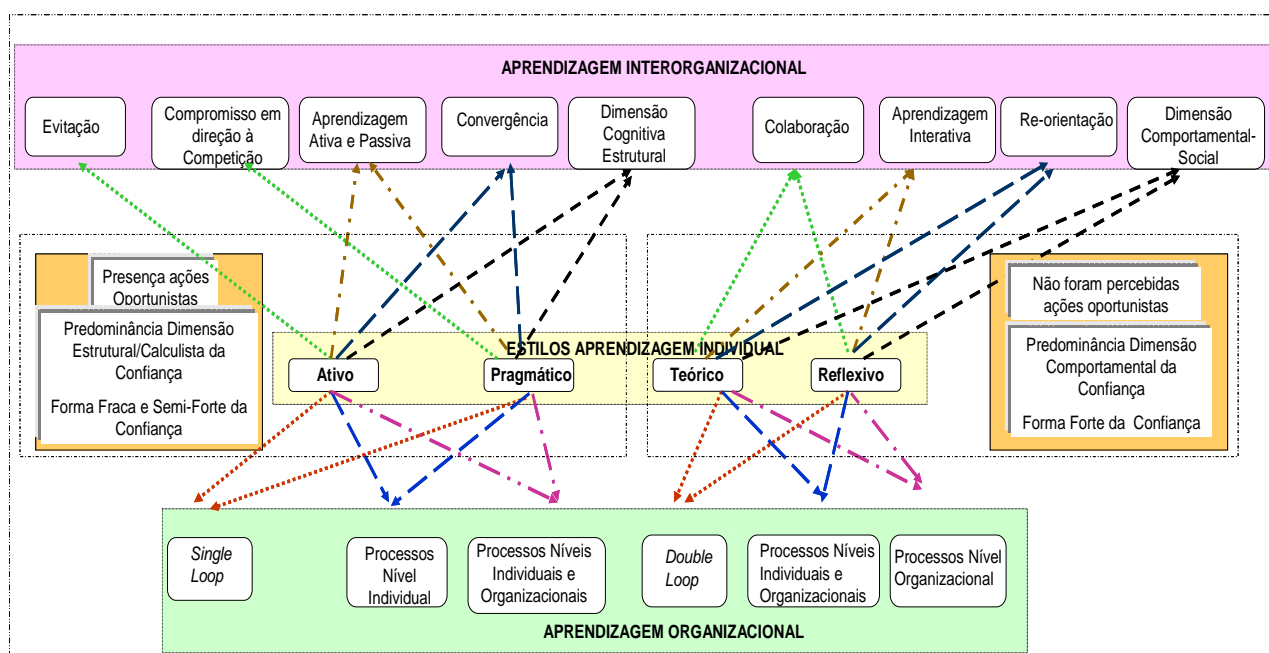 APRENDIZAGEM INTERORGANIZACIONAL
Evitação
Compromisso em
direção à
Competição
Aprendizagem
Ativa e Passiva
Convergência
Dimensão
Cognitiva
Estrutural
Colaboração
Aprendizagem
Interativa
Re-orientação
Dimensão
Comportamental-
Social
Presença ações
Oportunistas
Predominância Dimensão
Estrutural/Calculista da
Confiança
Forma Fraca e Semi-Forte da
Confiança
ESTILOS APRENDIZAGEM INDIVIDUAL
Ativo
Pragmático
Teórico
Reflexivo
Não foram percebidas
ações oportunistas
Predominância Dimensão
Comportamental da
Confiança
Forma Forte da Confiança
Single
Loop
Processos
Nível
Individual
Processos Níveis
Individuais e
Organizacionais
Double
Loop
Processos Níveis
Individuais e
Organizacionais
Processos Nível
Organizacional
APRENDIZAGEM ORGANIZACIONAL